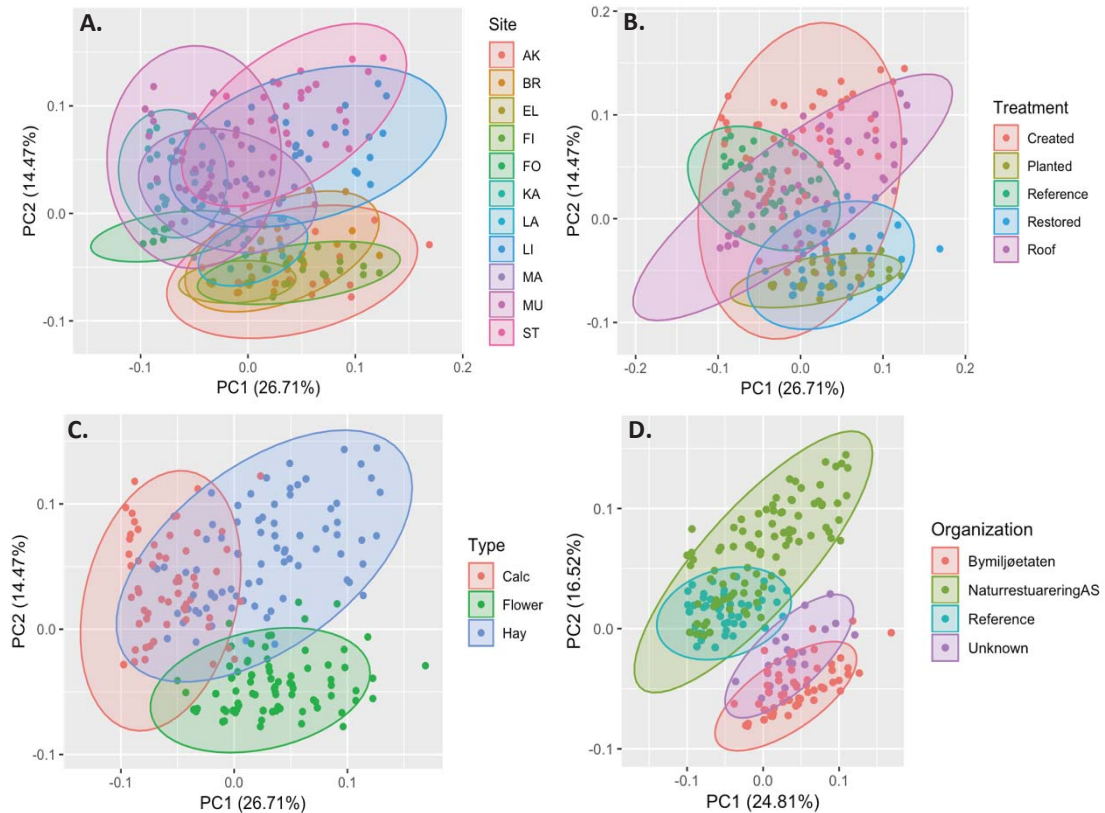 A.
PC2 (14.47%)
0.1
0.0
-0.1
-0.1
0.0
0.1
0.2
PC1 (26.71%)
Site
AK
BR
EL
FI
FO
KA
LA
LI
MA
MU
ST
B.
PC2 (14.47%)
0.2
0.1
0.0
-0.1
-0.2
-0.1
0.0
0.1
0.2
PC1 (26.71%)
Treatment
Created
Planted
Reference
Restored
Roof
C.
PC2 (14.47%)
0.1
0.0
-0.1
-0.1
0.0
0.1
PC1 (26.71%)
Type
Calc
Flower
Hay
D.
PC2 (16.52%)
0.1
0.0
-0.1
-0.1
0.0
0.1
PC1 (24.81%)
Organization
Bymiljøetaten
NaturrestuareringAS
Reference
Unknown